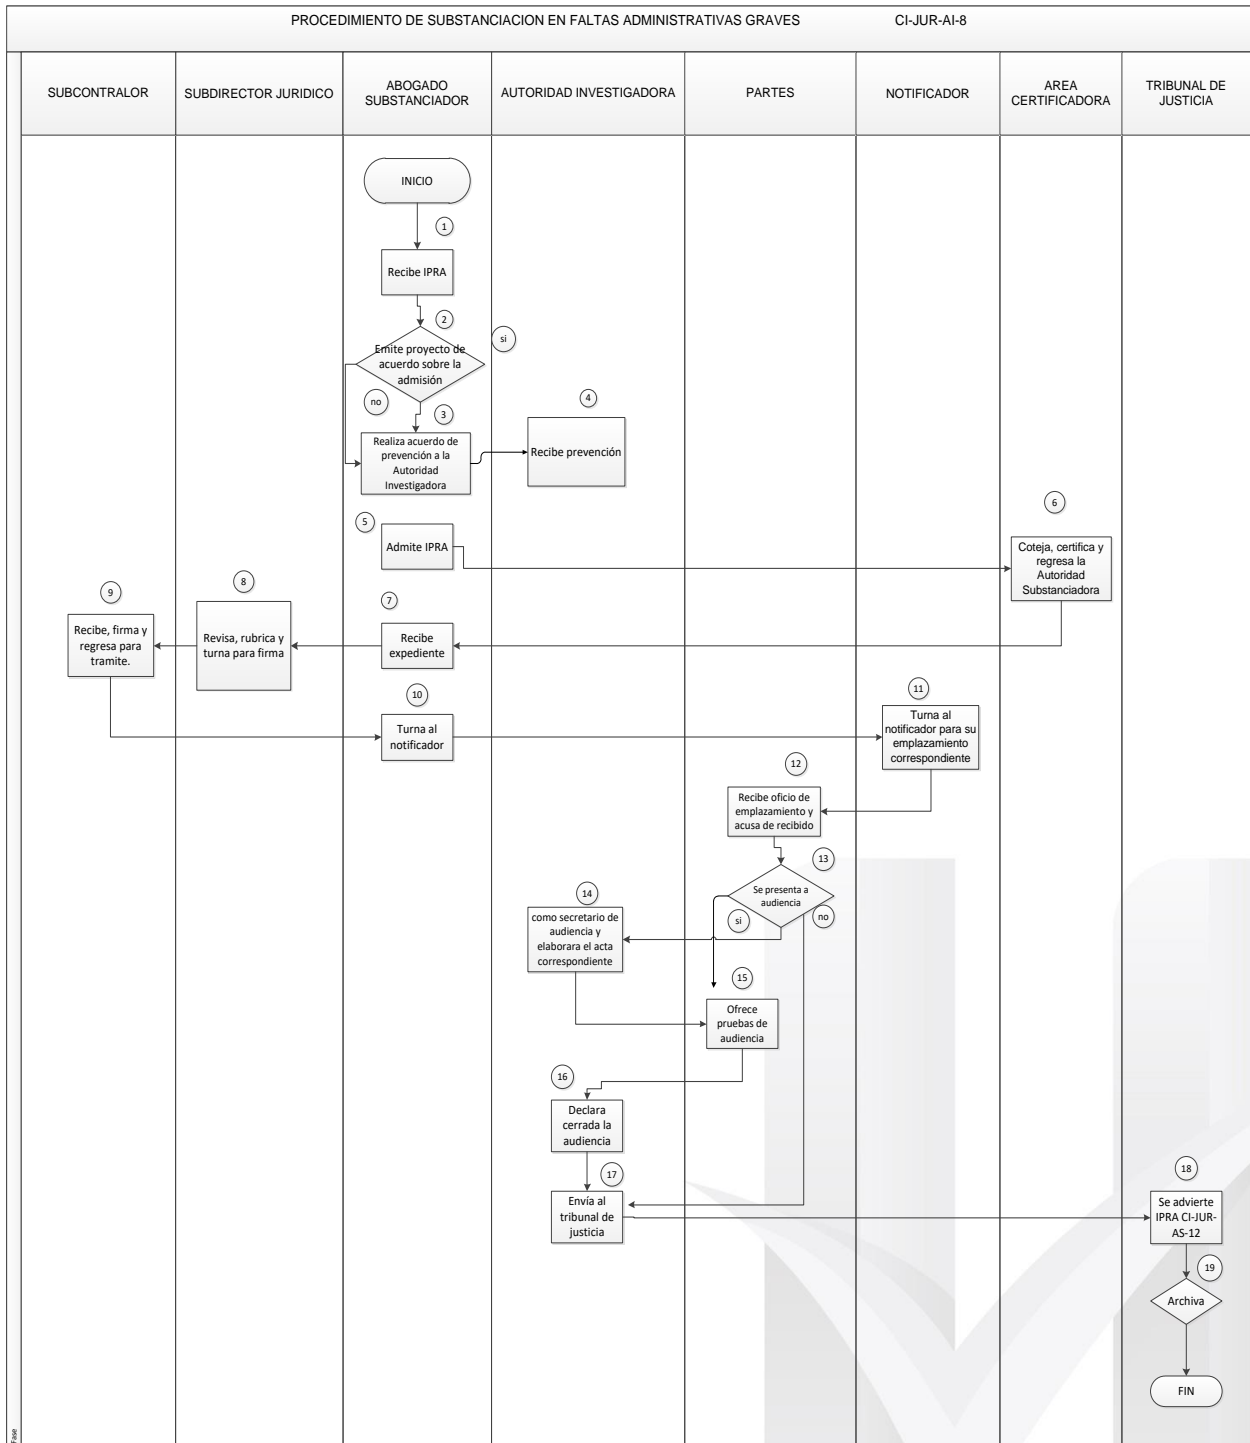 PROCEDIMIENTO DE SUBSTANCIACION EN FALTAS ADMINISTRATIVAS GRAVES CI-JUR-AI-8
SUBCONTRALOR
SUBDIRECTOR JURIDICO
ABOGADO
SUBSTANCIADOR
AUTORIDAD INVESTIGADORA
PARTES
NOTIFICADOR
AREA
CERTIFICADORA
TRIBUNAL DE
JUSTICIA
INICIO
1
Recibe IPRA
2
Emite proyecto de
acuerdo sobre la
admisión
si
no
3
Realiza acuerdo de
prevención a la
Autoridad
Investigadora
4
Recibe prevención
5
Admite IPRA
6
Coteja, certifica y
regresa la
Autoridad
Substanciadora
7
Recibe
expediente
8
Revisa, rubrica y
turna para firma
9
Recibe, firma y
regresa para
tramite.
10
Turna al
notificador
11
Turna al
notificador para su
emplazamiento
correspondiente
12
Recibe oficio de
emplazamiento y
acusa de recibido
13
Se presenta a
audiencia
si
no
14
como secretario de
audiencia y
elaborara el acta
correspondiente
15
Ofrece
pruebas de
audiencia
16
Declara
cerrada la
audiencia
17
Envía al
tribunal de
justicia
18
Se advierte
IPRA CI-JUR-
AS-12
19
Archiva
FIN
Fase